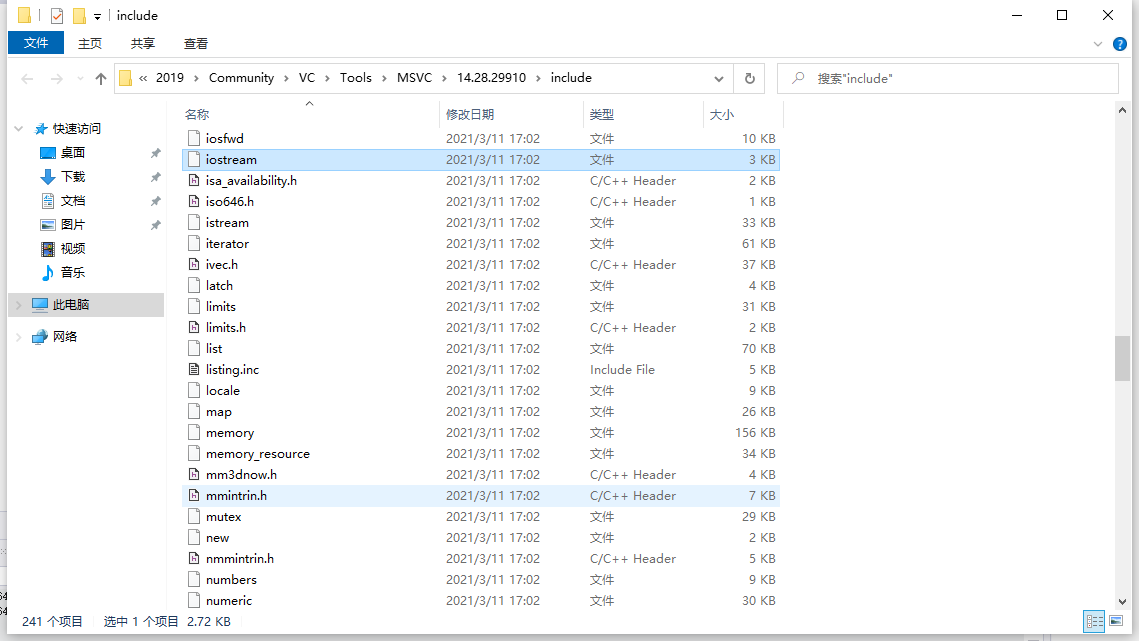 include
文件 主页 共享 查看
« 2019 › Community › VC › Tools › MSVC › 14.28.29910 › include 搜索"include"
快速访问
桌面
下载
文档
图片
视频
音乐
此电脑
网络
名称 修改日期 类型 大小
iosfwd 2021/3/11 17:02 文件 10 KB
iostream 2021/3/11 17:02 文件 3 KB
isa_availability.h 2021/3/11 17:02 C/C++ Header 2 KB
iso646.h 2021/3/11 17:02 C/C++ Header 1 KB
istream 2021/3/11 17:02 文件 33 KB
iterator 2021/3/11 17:02 文件 61 KB
ivec.h 2021/3/11 17:02 C/C++ Header 37 KB
latch 2021/3/11 17:02 文件 4 KB
limits 2021/3/11 17:02 文件 31 KB
limits.h 2021/3/11 17:02 C/C++ Header 2 KB
list 2021/3/11 17:02 文件 70 KB
listing.inc 2021/3/11 17:02 Include File 5 KB
locale 2021/3/11 17:02 文件 9 KB
map 2021/3/11 17:02 文件 26 KB
memory 2021/3/11 17:02 文件 156 KB
memory_resource 2021/3/11 17:02 文件 34 KB
mm3dnow.h 2021/3/11 17:02 C/C++ Header 4 KB
mmintrin.h 2021/3/11 17:02 C/C++ Header 7 KB
mutex 2021/3/11 17:02 文件 29 KB
new 2021/3/11 17:02 文件 2 KB
nmmintrin.h 2021/3/11 17:02 C/C++ Header 5 KB
numbers 2021/3/11 17:02 文件 9 KB
numeric 2021/3/11 17:02 文件 30 KB
241 个项目 选中 1 个项目 2.72 KB